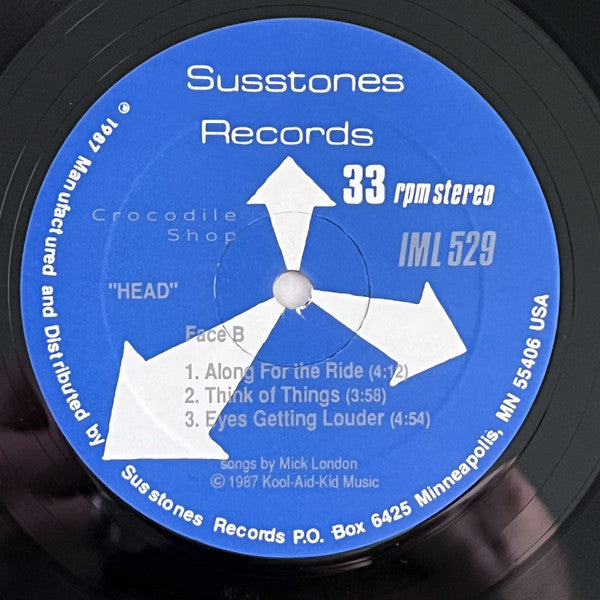 Susstones
Records
33 rpm stereo
Crocodile
Shop
IML 529
"HEAD"
Face B
1. Along For the Ride (4:12)
2. Think of Things (3:58)
3. Eyes Getting Louder (4:54)
songs by Mick London
© 1987 Kool-Aid-Kid Music
℗ 1987 Manufactured and Distributed by Susstones Records P.O. Box 6425 Minneapolis, MN 55406 USA